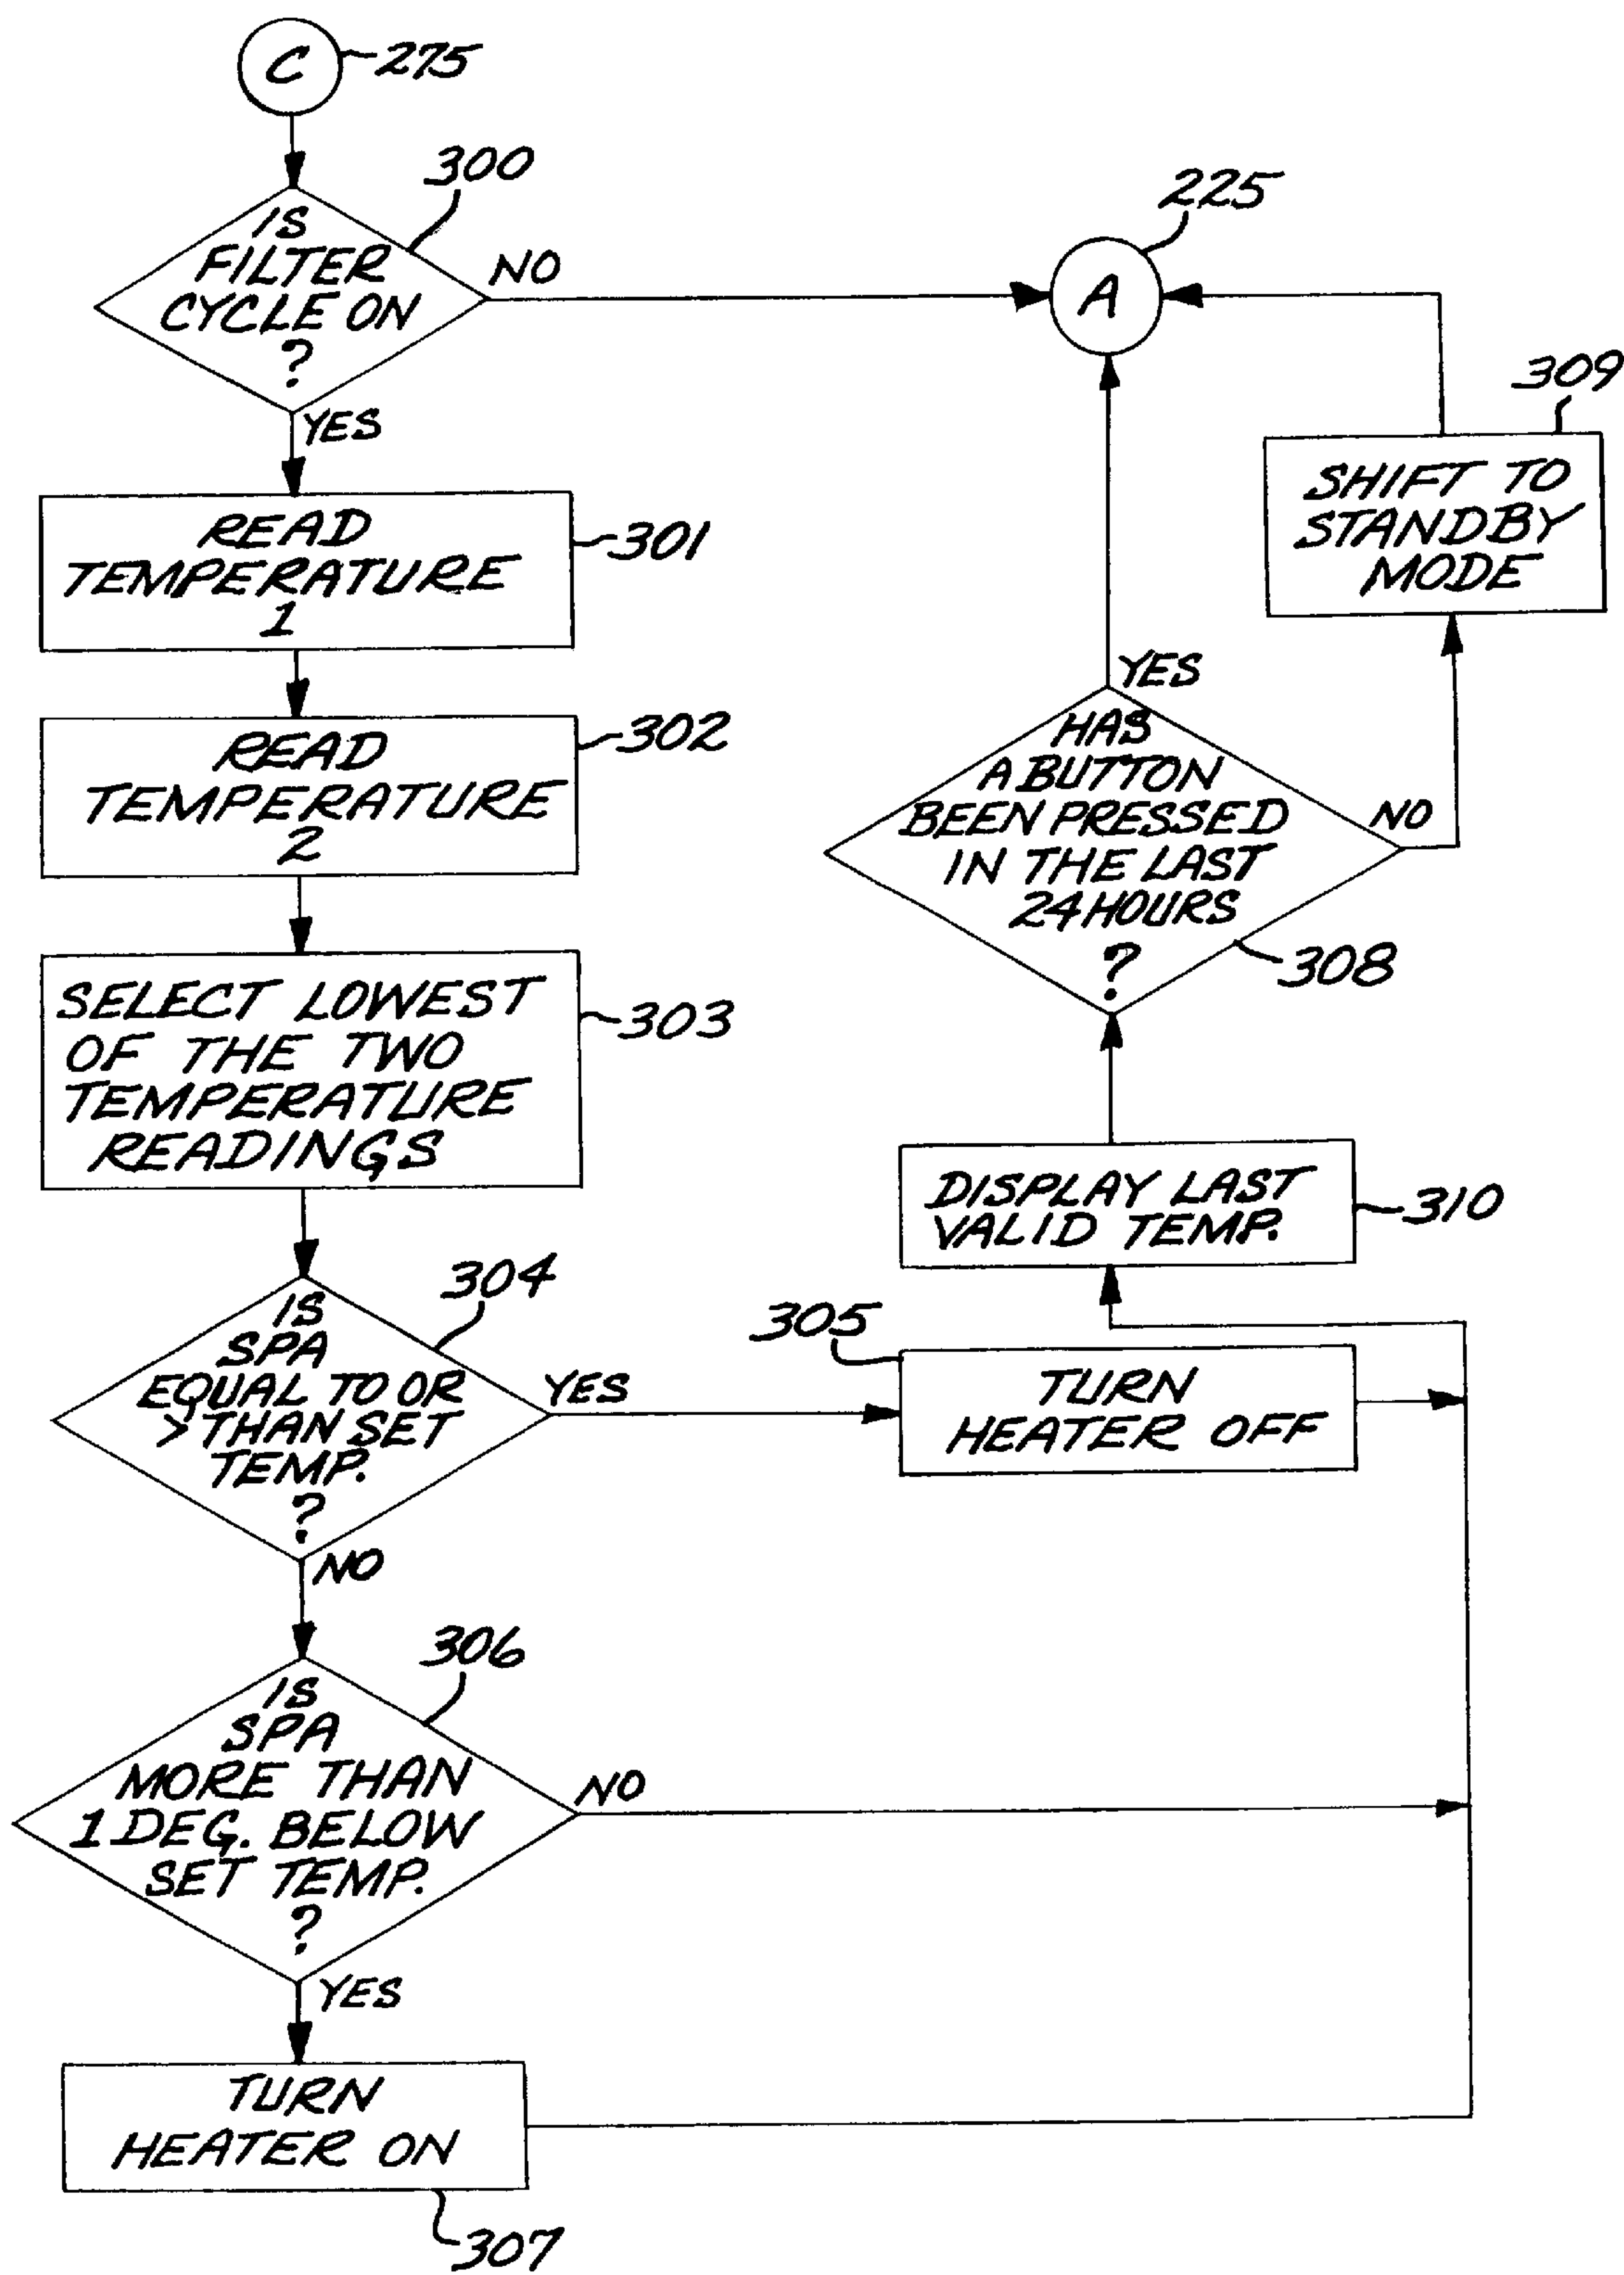 C
275
300
IS
FILTER
CYCLE ON
?
NO
YES
225
A
READ
TEMPERATURE
1
301
READ
TEMPERATURE
2
302
SELECT LOWEST
OF THE TWO
TEMPERATURE
READINGS
303
304
IS
SPA
EQUAL TO OR
> THAN SET
TEMP.
?
YES
NO
305
TURN
HEATER OFF
306
IS
SPA
MORE THAN
1 DEG. BELOW
SET TEMP.
?
NO
YES
TURN
HEATER ON
307
DISPLAY LAST
VALID TEMP.
310
HAS
A BUTTON
BEEN PRESSED
IN THE LAST
24 HOURS
?
308
YES
NO
309
SHIFT TO
STANDBY
MODE